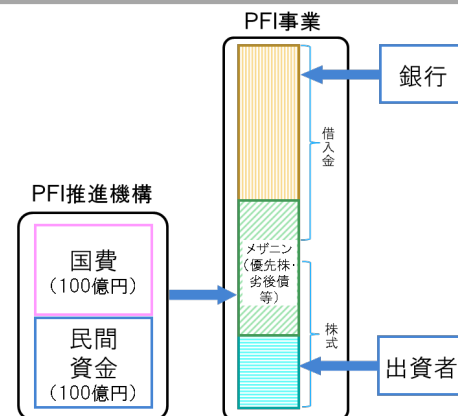 PFI事業
銀行
借入金
PFI推進機構
国費
(100億円)
民間
資金
(100億円)
メザニン
(優先株・
劣後債
等)
株式
出資者